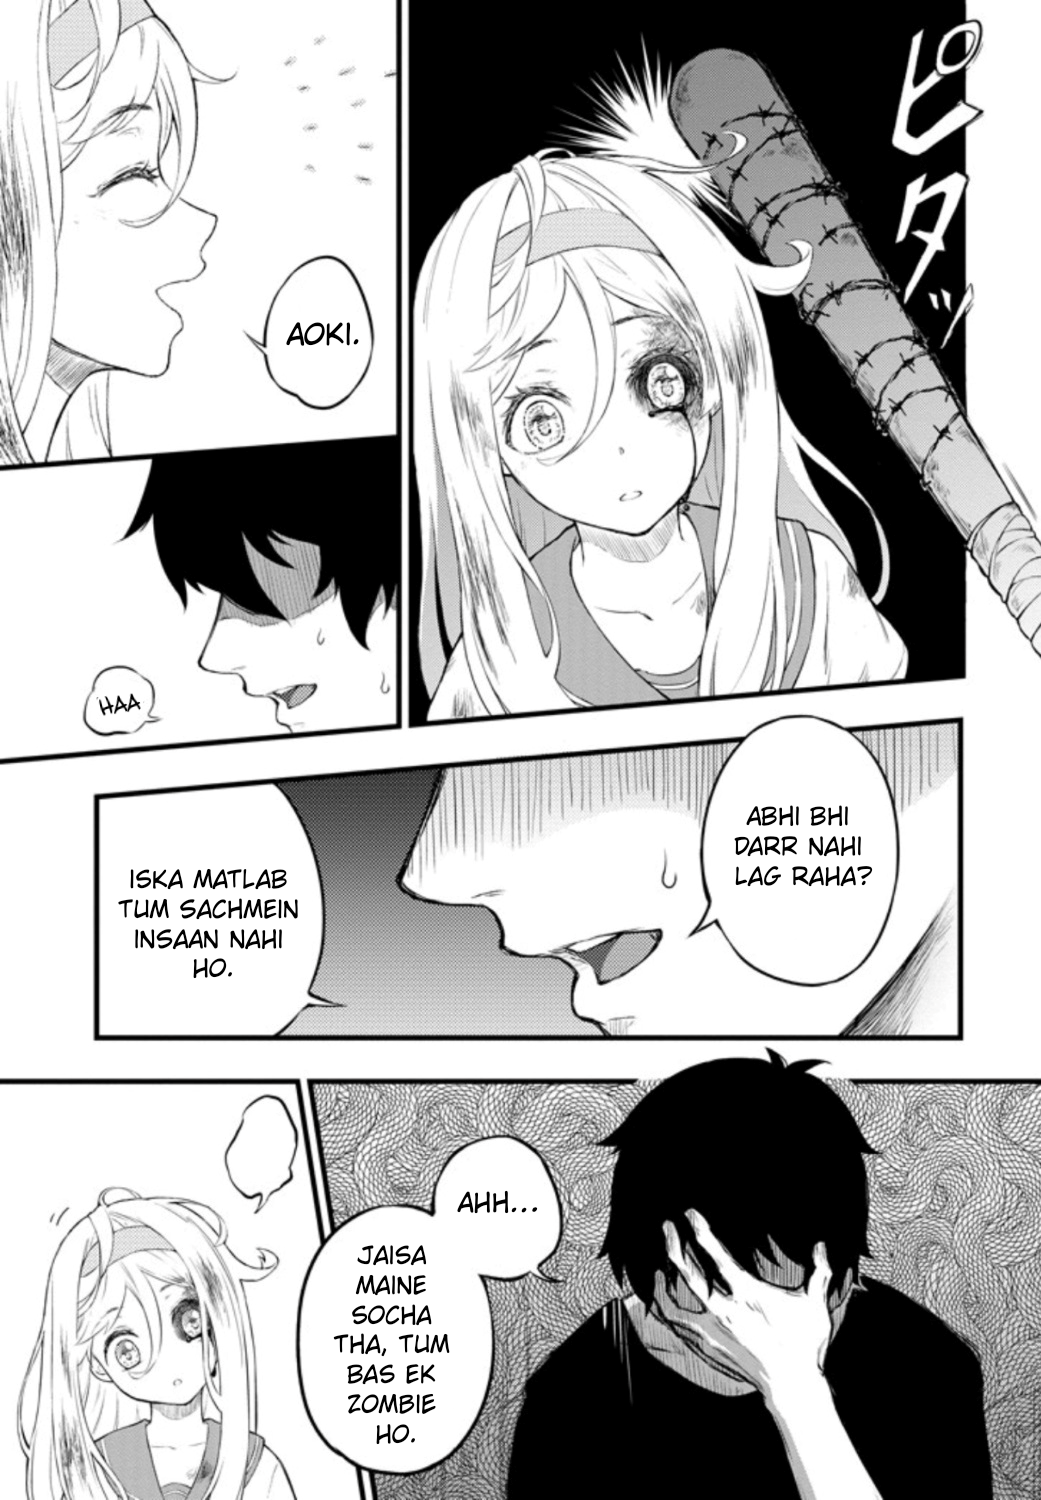 ピタッ
AOKI.
HAA
ABHI BHI
DARR NAHI
LAG RAHA?
ISKA MATLAB
TUM SACHMEIN
INSAAN NAHI
HO.
AHH...
JAISA
MAINE
SOCHA
THA, TUM
BAS EK
ZOMBIE
HO.